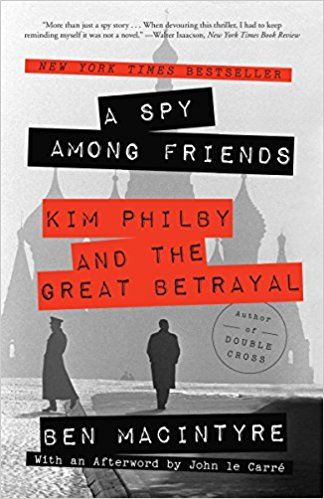 "More than just a spy story . . . When devouring this thriller, I had to keep
reminding myself it was not a novel." —Walter Isaacson, New York Times Book Review
NEW YORK TIMES BESTSELLER
A SPY
AMONG FRIENDS
KIM PHILBY
AND THE
GREAT BETRAYAL
Author
of
DOUBLE
CROSS
BEN MACINTYRE
With an Afterword by John le Carré